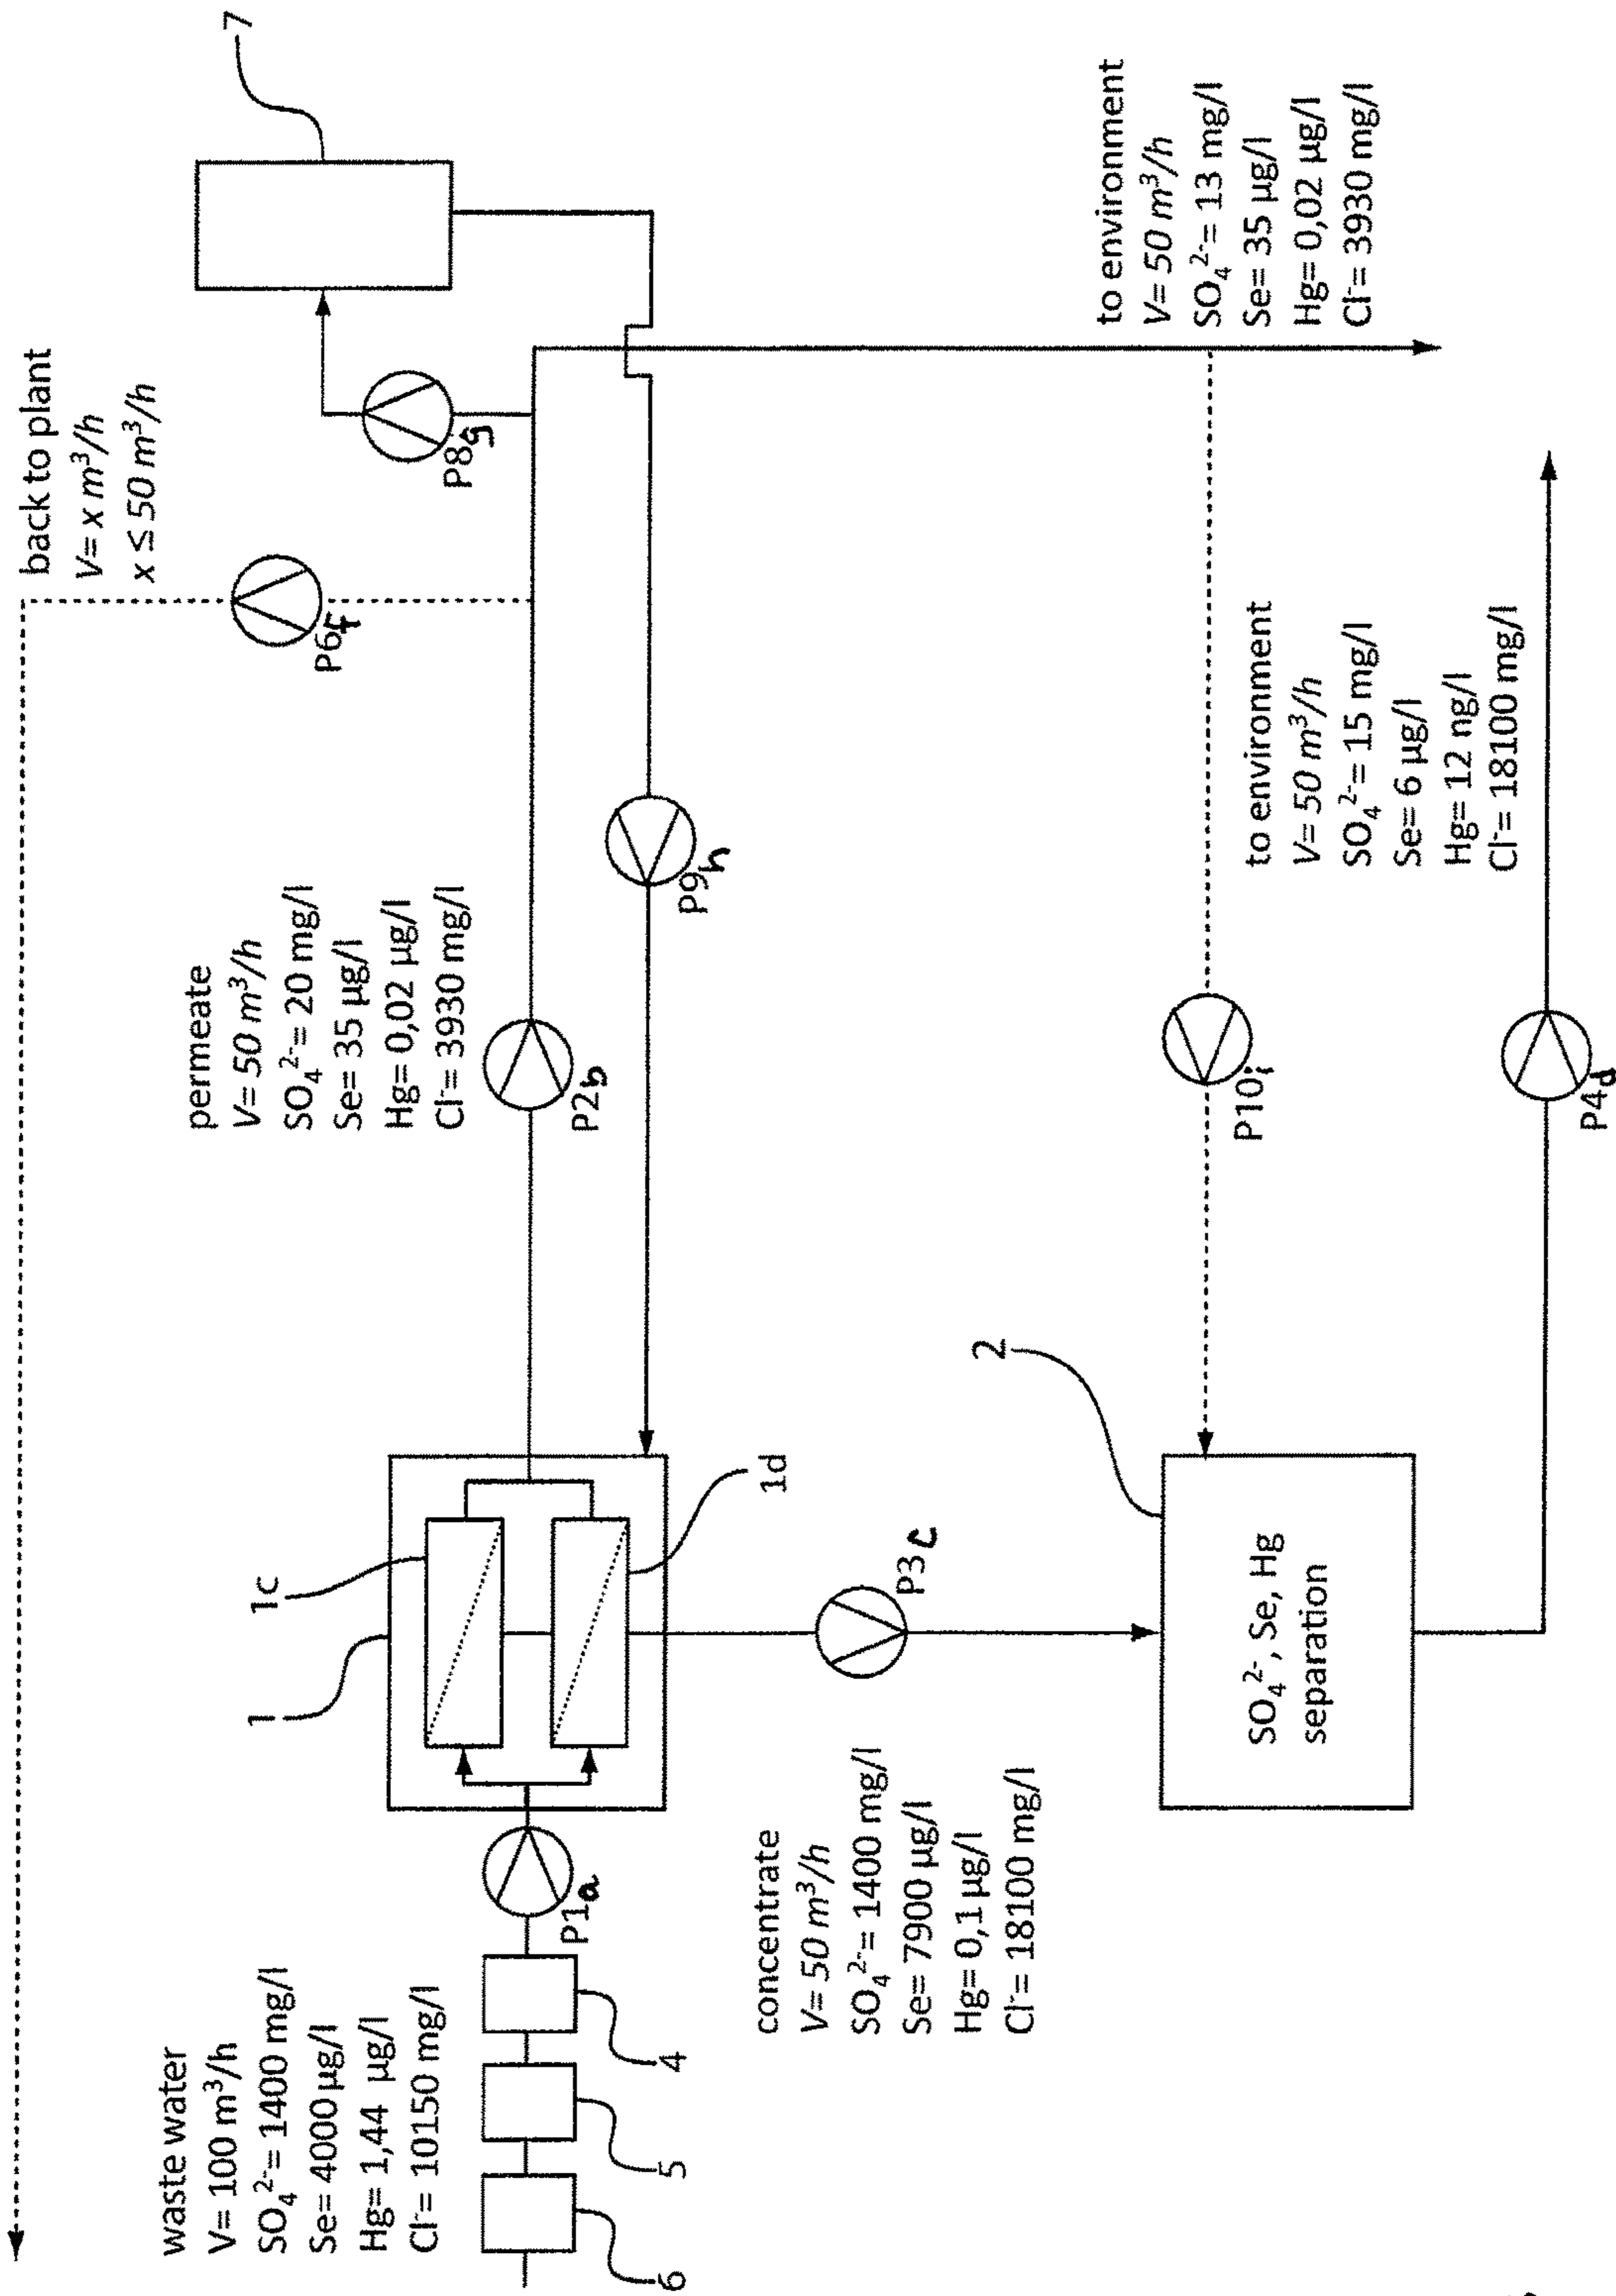 back to plant
V= x m³/h
x ≤ 50 m³/h
7
P6f
P8g
permeate
V= 50 m³/h
SO₄²⁻= 20 mg/l
Se= 35 µg/l
Hg= 0,02 µg/l
Cl⁻= 3930 mg/l
P2b
P9h
waste water
V= 100 m³/h
SO₄²⁻= 1400 mg/l
Se= 4000 µg/l
Hg= 1,44 µg/l
Cl⁻= 10150 mg/l
6
5
4
P1a
1
1c
1d
concentrate
V= 50 m³/h
SO₄²⁻= 1400 mg/l
Se= 7900 µg/l
Hg= 0,1 µg/l
Cl⁻= 18100 mg/l
P3c
2
SO₄²⁻, Se, Hg
separation
P10i
to environment
V= 50 m³/h
SO₄²⁻= 13 mg/l
Se= 35 µg/l
Hg= 0,02 µg/l
Cl⁻= 3930 mg/l
to environment
V= 50 m³/h
SO₄²⁻= 15 mg/l
Se= 6 µg/l
Hg= 12 ng/l
Cl⁻= 18100 mg/l
P4d